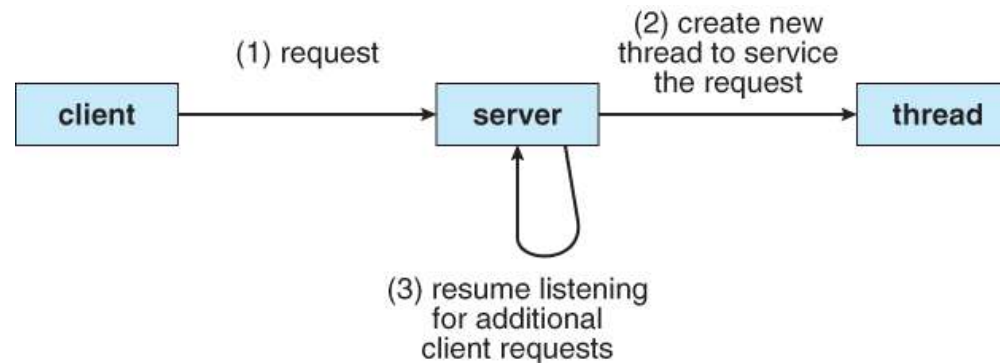 (1) request
(2) create new
thread to service
the request
client
server
thread
(3) resume listening
for additional
client requests